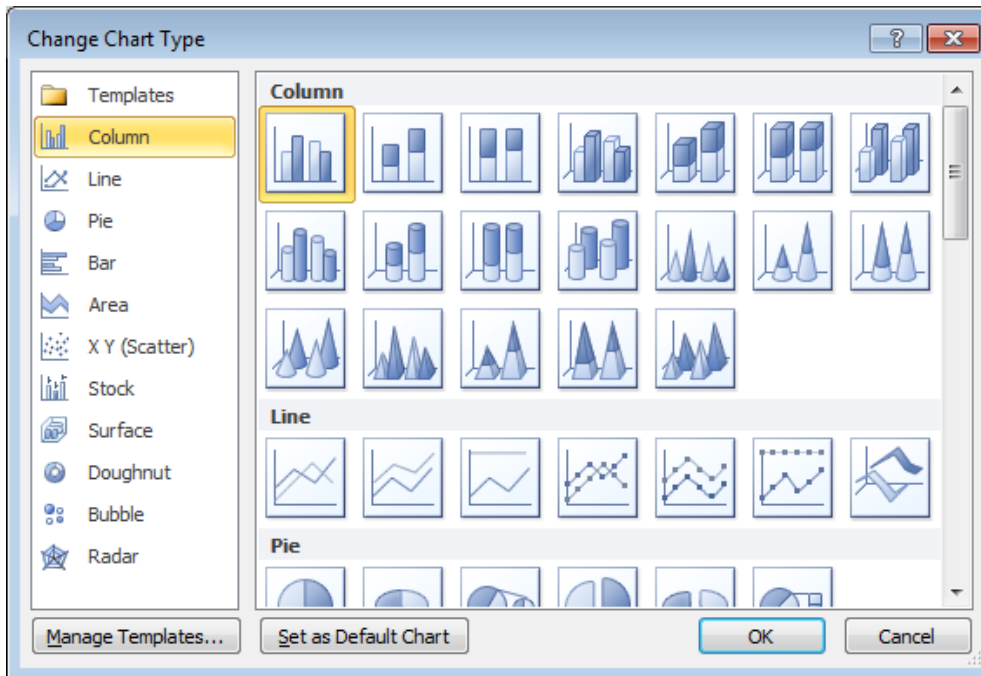 Change Chart Type
Templates
Column
Line
Pie
Bar
Area
X Y (Scatter)
Stock
Surface
Doughnut
Bubble
Radar
Column
Line
Pie
Manage Templates...
Set as Default Chart
OK
Cancel